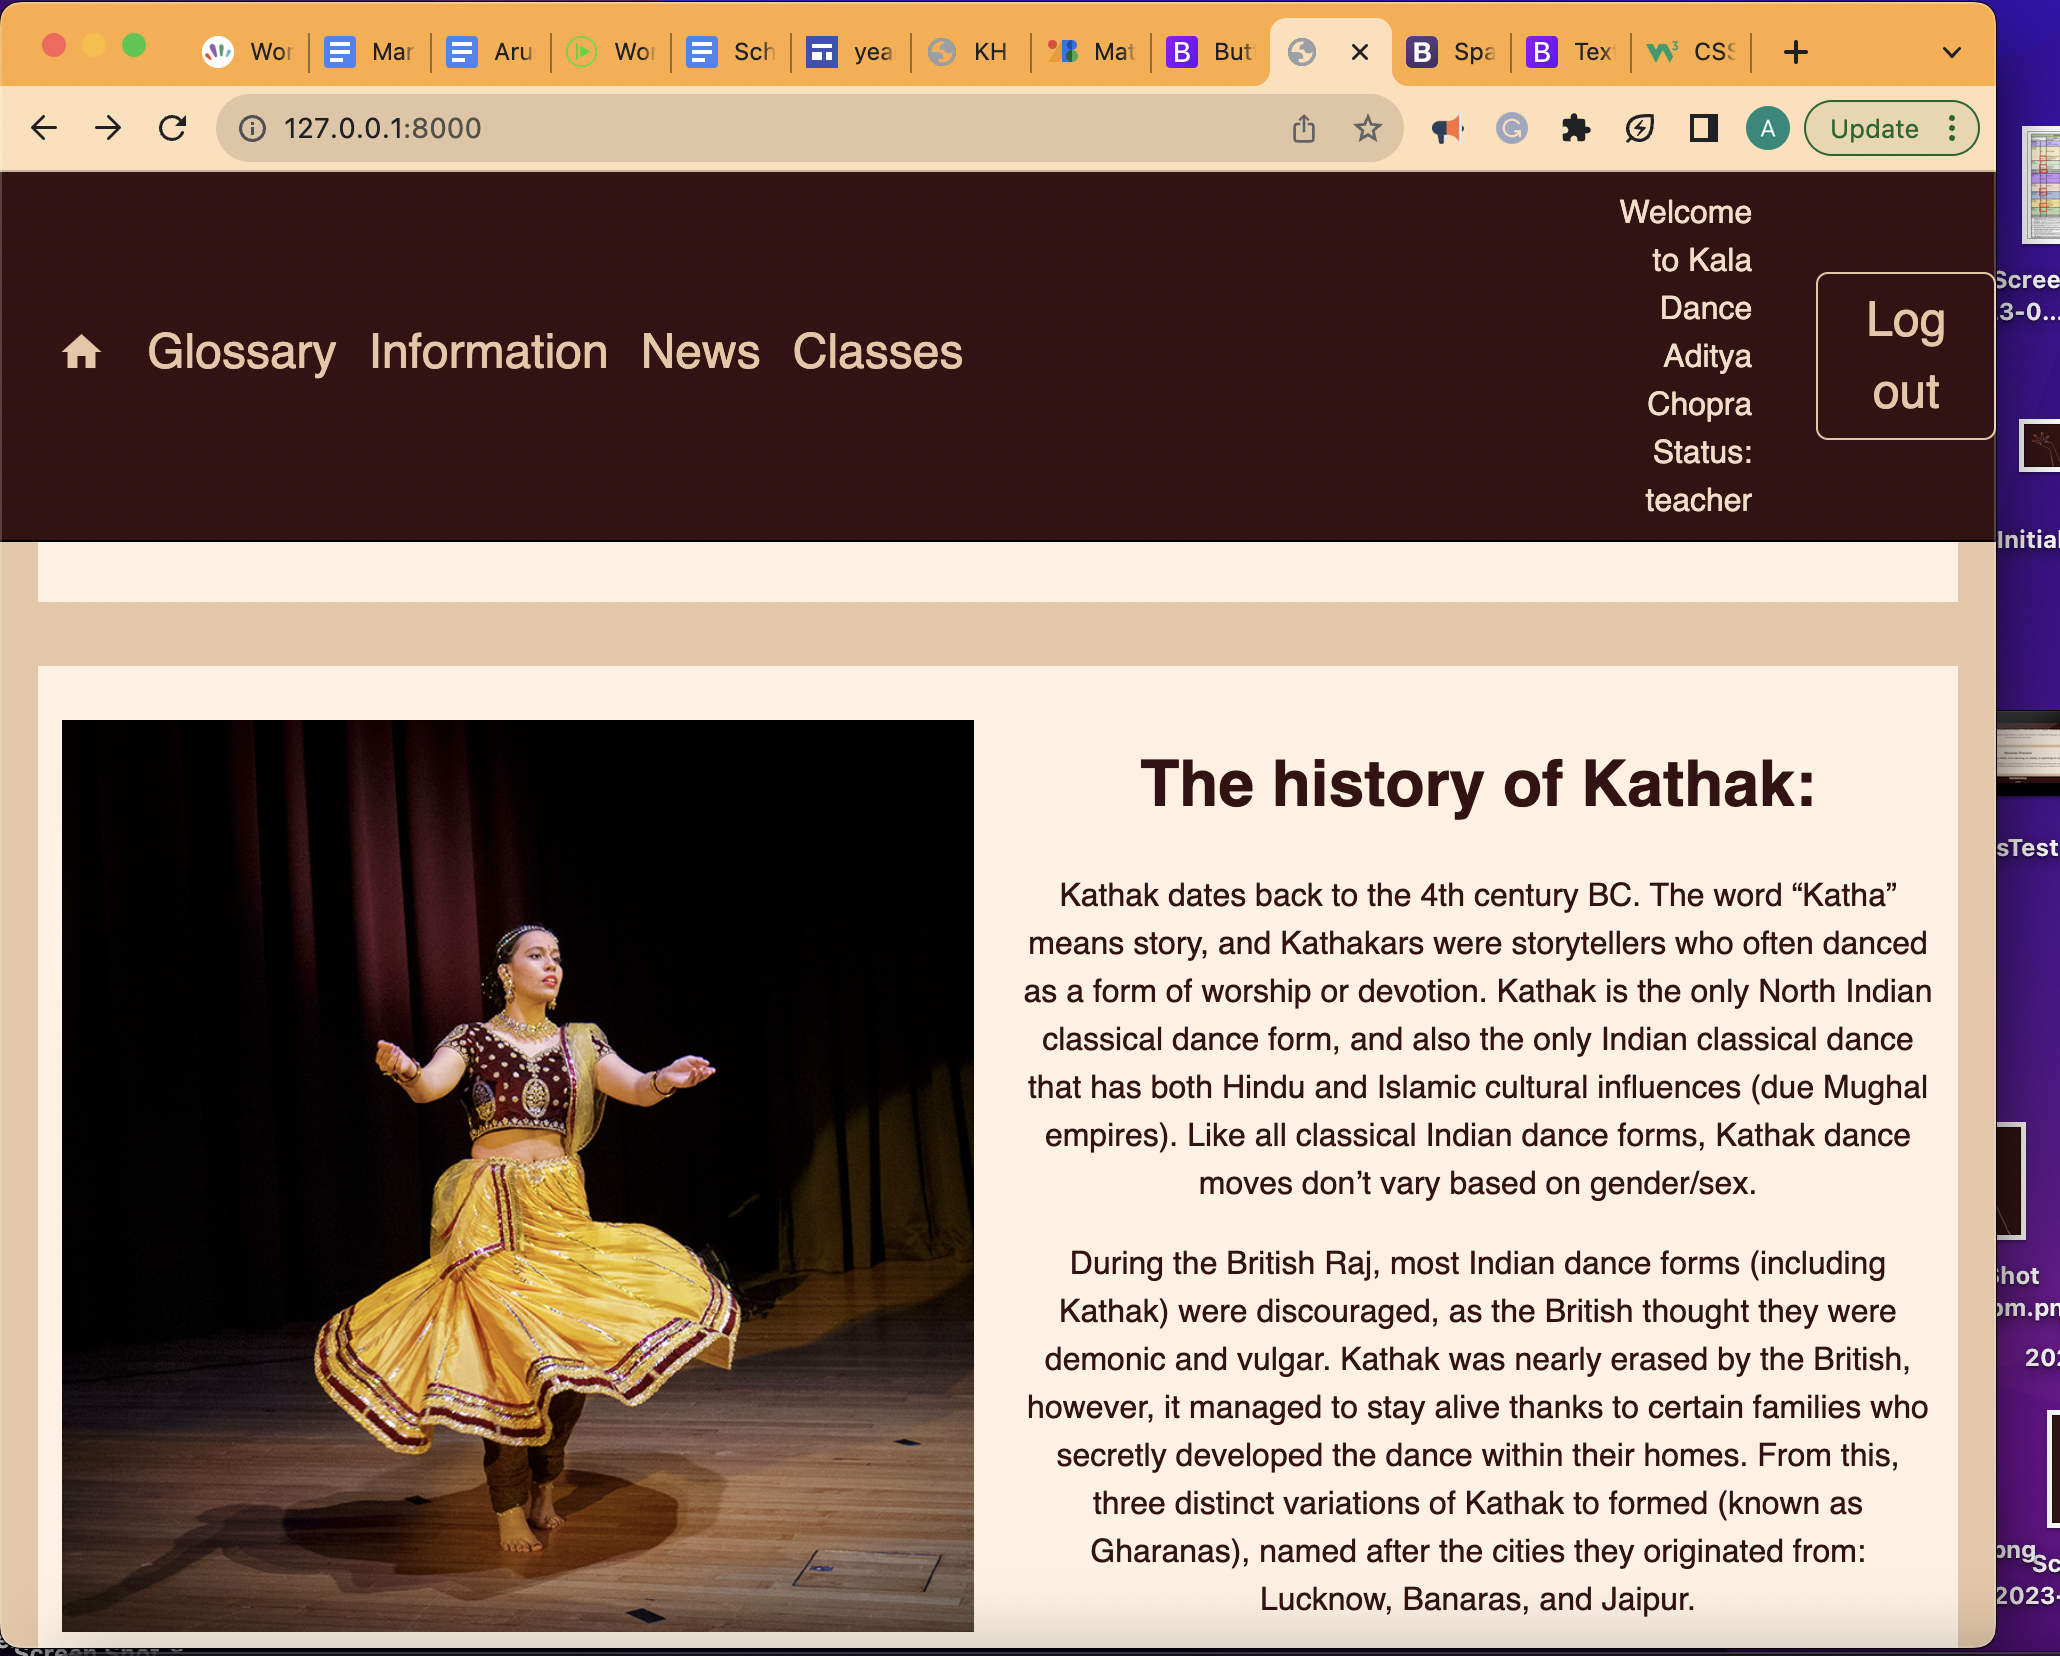 Wor
Mar
Aru
Wor
Sch
yea
KH
Mat
But
Spa
Tex
CSS
127.0.0.1:8000
A
Update
Glossary Information News Classes
Welcome
to Kala
Dance
Aditya
Chopra
Status:
teacher
Log
out
The history of Kathak:
Kathak dates back to the 4th century BC. The word “Katha”
means story, and Kathakars were storytellers who often danced
as a form of worship or devotion. Kathak is the only North Indian
classical dance form, and also the only Indian classical dance
that has both Hindu and Islamic cultural influences (due Mughal
empires). Like all classical Indian dance forms, Kathak dance
moves don’t vary based on gender/sex.
During the British Raj, most Indian dance forms (including
Kathak) were discouraged, as the British thought they were
demonic and vulgar. Kathak was nearly erased by the British,
however, it managed to stay alive thanks to certain families who
secretly developed the dance within their homes. From this,
three distinct variations of Kathak to formed (known as
Gharanas), named after the cities they originated from:
Lucknow, Banaras, and Jaipur.
Scree
3-0...
Initial
sTest
Shot
om.pn
202
png
Sc
2023-
Screen Shot